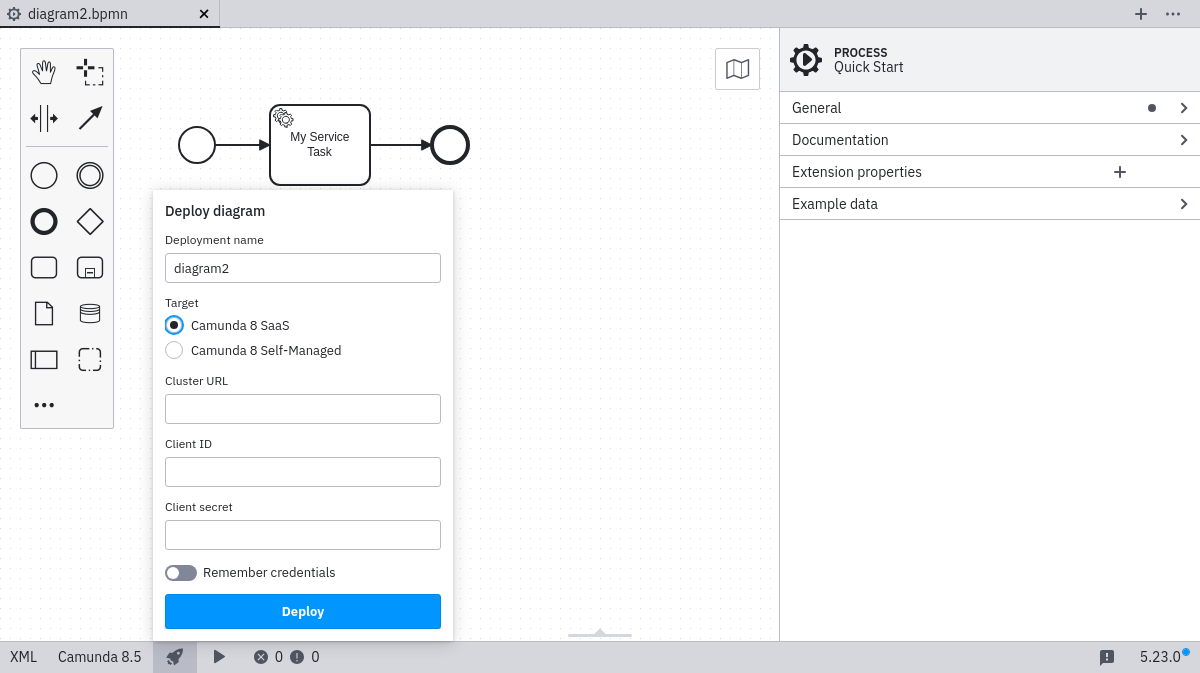 diagram2.bpmn
PROCESS
Quick Start
General
Documentation
Extension properties
Example data
My Service
Task
Deploy diagram
Deployment name
diagram2
Target
Camunda 8 SaaS
Camunda 8 Self-Managed
Cluster URL
Client ID
Client secret
Remember credentials
Deploy
XML Camunda 8.5 0 0 5.23.0